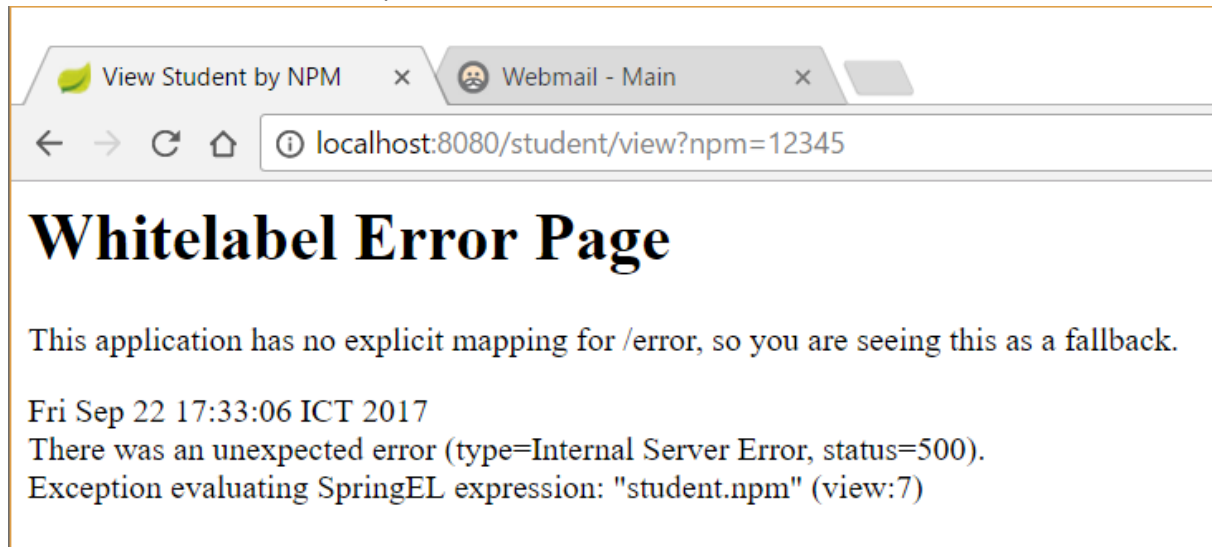 View Student by NPM
Webmail - Main
localhost:8080/student/view?npm=12345
Whitelabel Error Page
This application has no explicit mapping for /error, so you are seeing this as a fallback.
Fri Sep 22 17:33:06 ICT 2017
There was an unexpected error (type=Internal Server Error, status=500).
Exception evaluating SpringEL expression: "student.npm" (view:7)